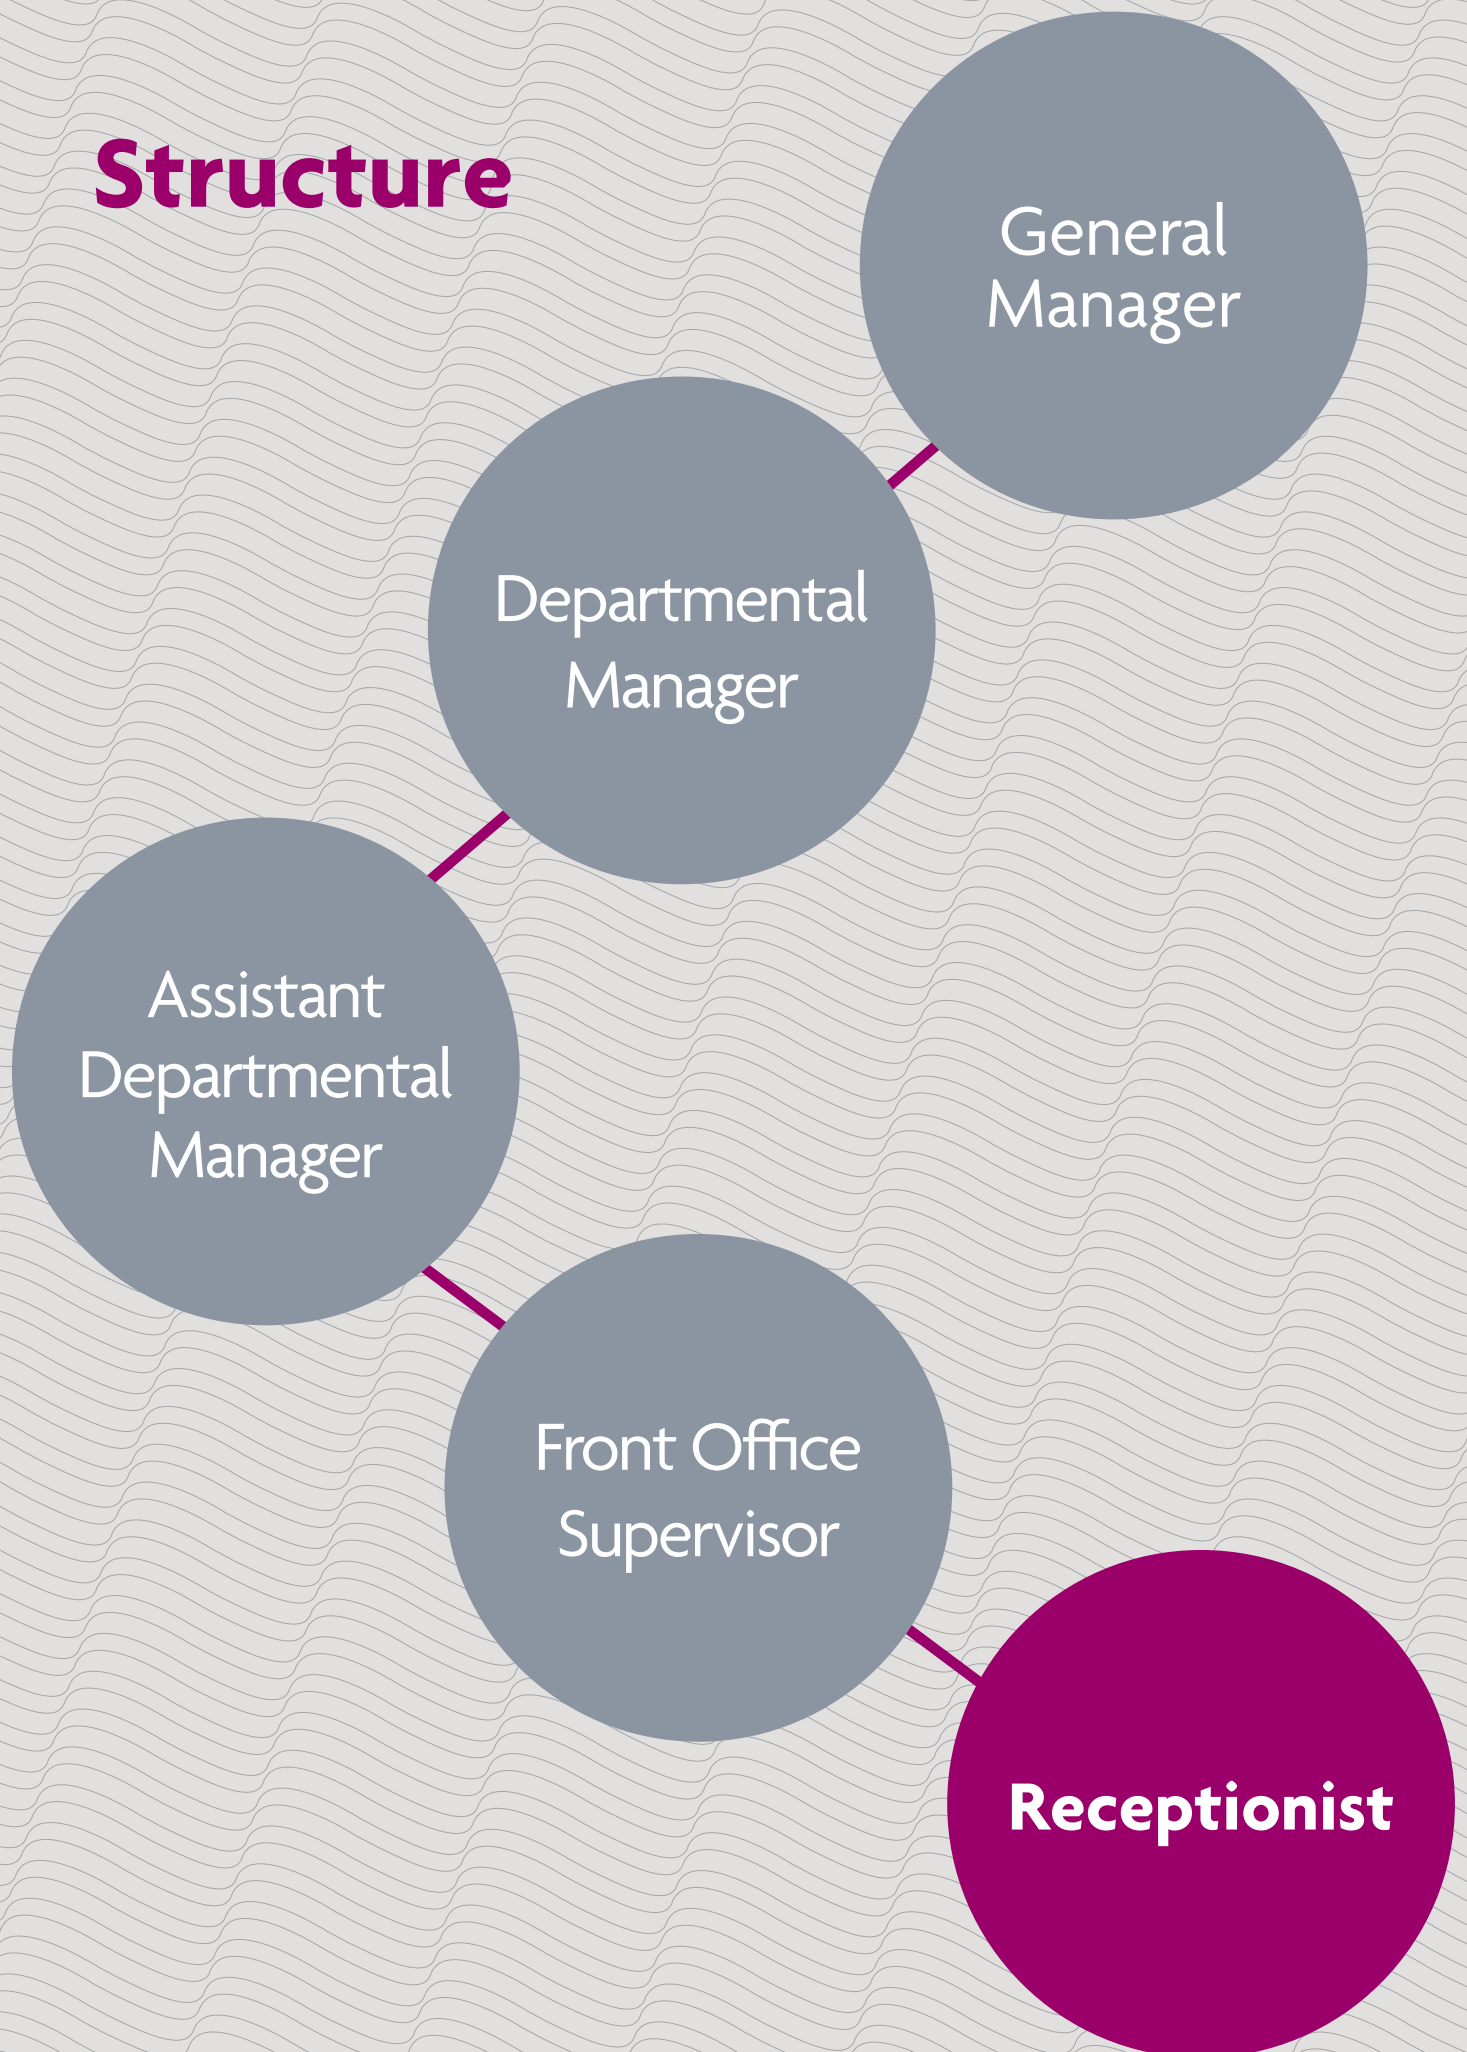 Structure
General
Manager
Departmental
Manager
Assistant
Departmental
Manager
Front Office
Supervisor
Receptionist